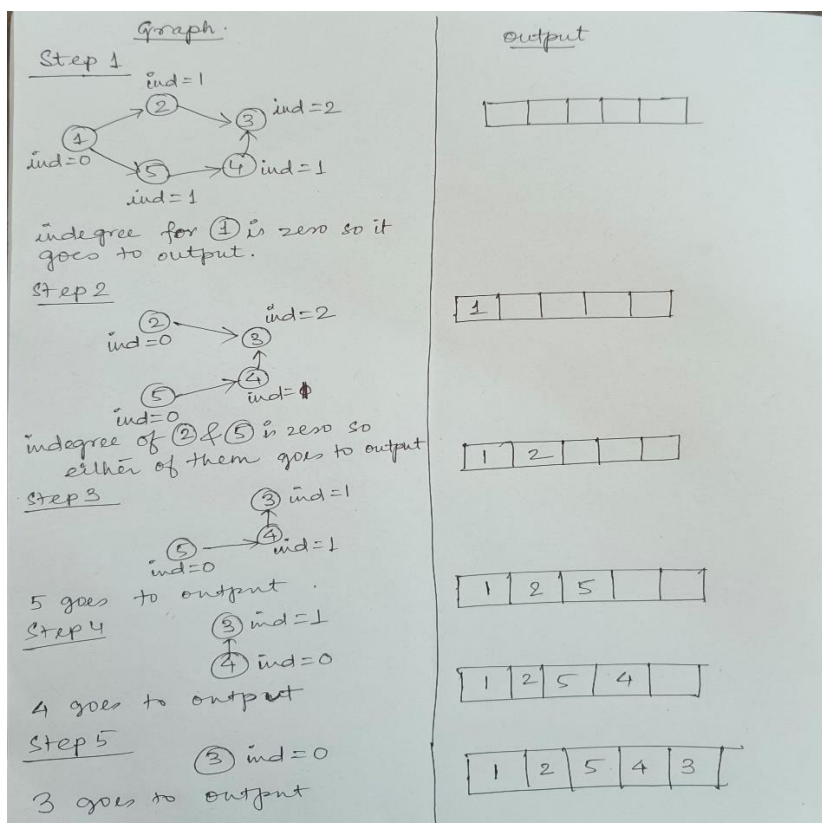 Graph.
output
Step 1
ind=1
2
ind=2
3
1
ind=0
5
4
ind=1
ind=1
indegree for 1 is zero so it
goes to output.
Step 2
1
2
ind=0
ind=2
3
5
ind=0
4
ind=
indegree of 2 & 5 is zero so
either of them goes to output
1 2
Step 3
3 ind=1
5
ind=0
4
ind=1
1 2 5
5 goes to output.
Step 4
3 ind=1
4 ind=0
1 2 5 4
4 goes to output
Step 5
3 ind=0
1 2 5 4 3
3 goes to output